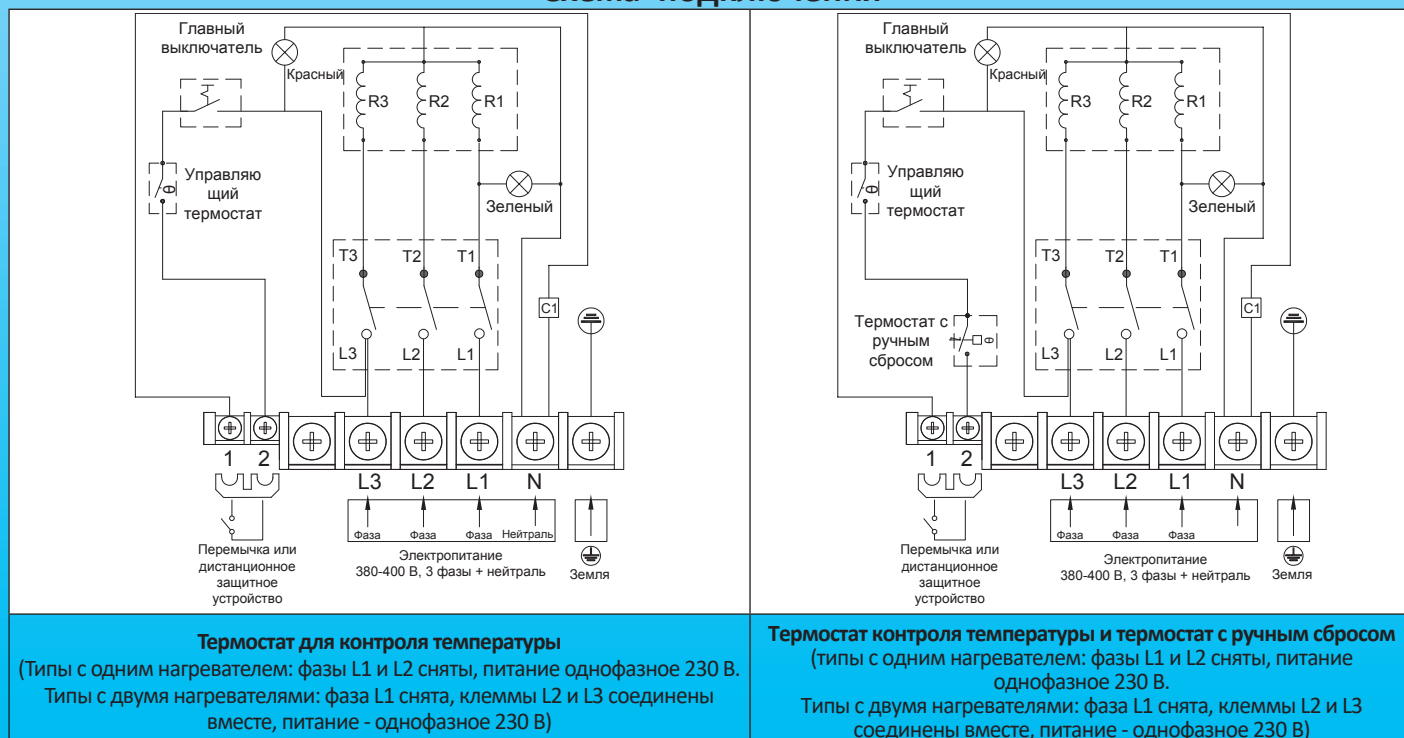 Схема подключения
Главный
выключатель
Красный
R3
R2
R1
Управляю
щий
термостат
θ
Зеленый
T3
T2
T1
C1
L3
L2
L1
1
2
L3
L2
L1
N
Фаза
Фаза
Фаза
Нейтраль
Перемычка или
дистанционное
защитное
устройство
Электропитание
380-400 В, 3 фазы + нейтраль
Земля
Термостат для контроля температуры
(Типы с одним нагревателем: фазы L1 и L2 сняты, питание однофазное 230 В.
Типы с двумя нагревателями: фаза L1 снята, клеммы L2 и L3 соединены
вместе, питание - однофазное 230 В)
Главный
выключатель
Красный
R3
R2
R1
Управляю
щий
термостат
θ
Зеленый
T3
T2
T1
C1
Термостат с
ручным
сбросом
θ
L3
L2
L1
1
2
L3
L2
L1
N
Фаза
Фаза
Фаза
Перемычка или
дистанционное
защитное
устройство
Электропитание
380-400 В, 3 фазы + нейтраль
Земля
Термостат контроля температуры и термостат с ручным сбросом
(типы с одним нагревателем: фазы L1 и L2 сняты, питание
однофазное 230 В.
Типы с двумя нагревателями: фаза L1 снята, клеммы L2 и L3
соединены вместе, питание - однофазное 230 В)